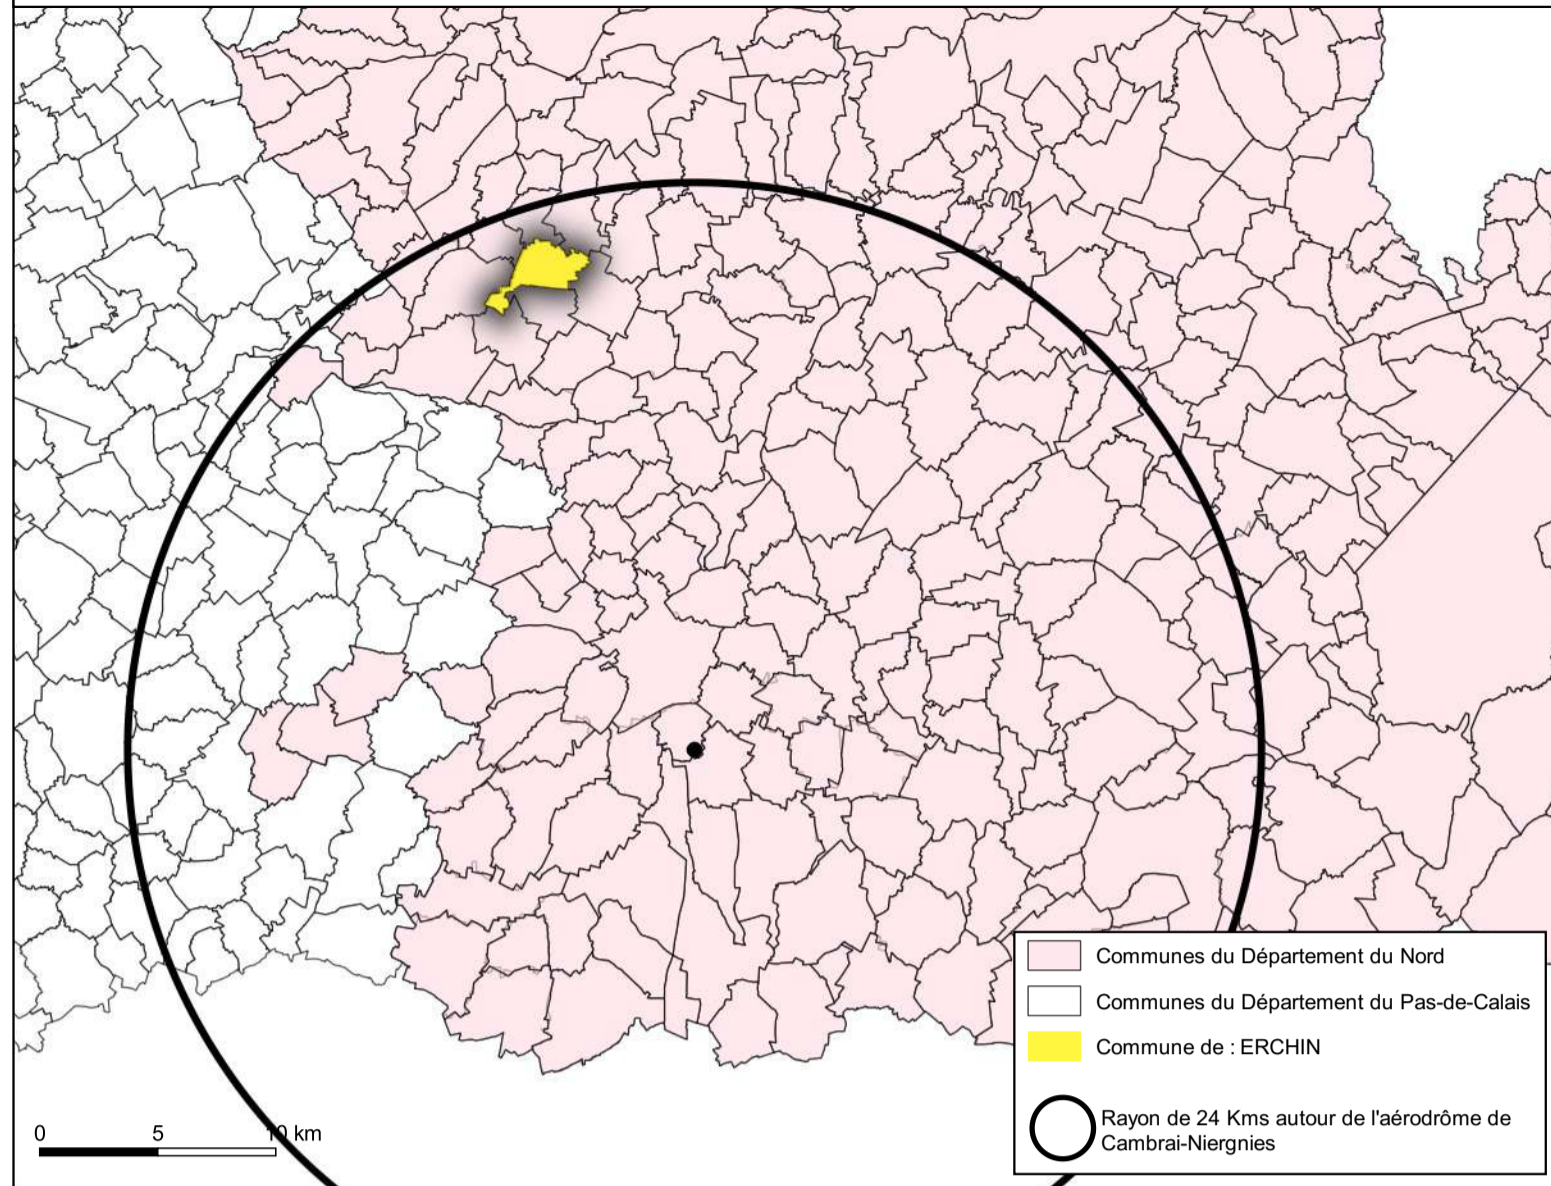 Communes du Département du Nord
Communes du Département du Pas-de-Calais
Commune de : ERCHIN
Rayon de 24 Kms autour de l'aérodrôme de
Cambrai-Niergnies
0 5 10 km